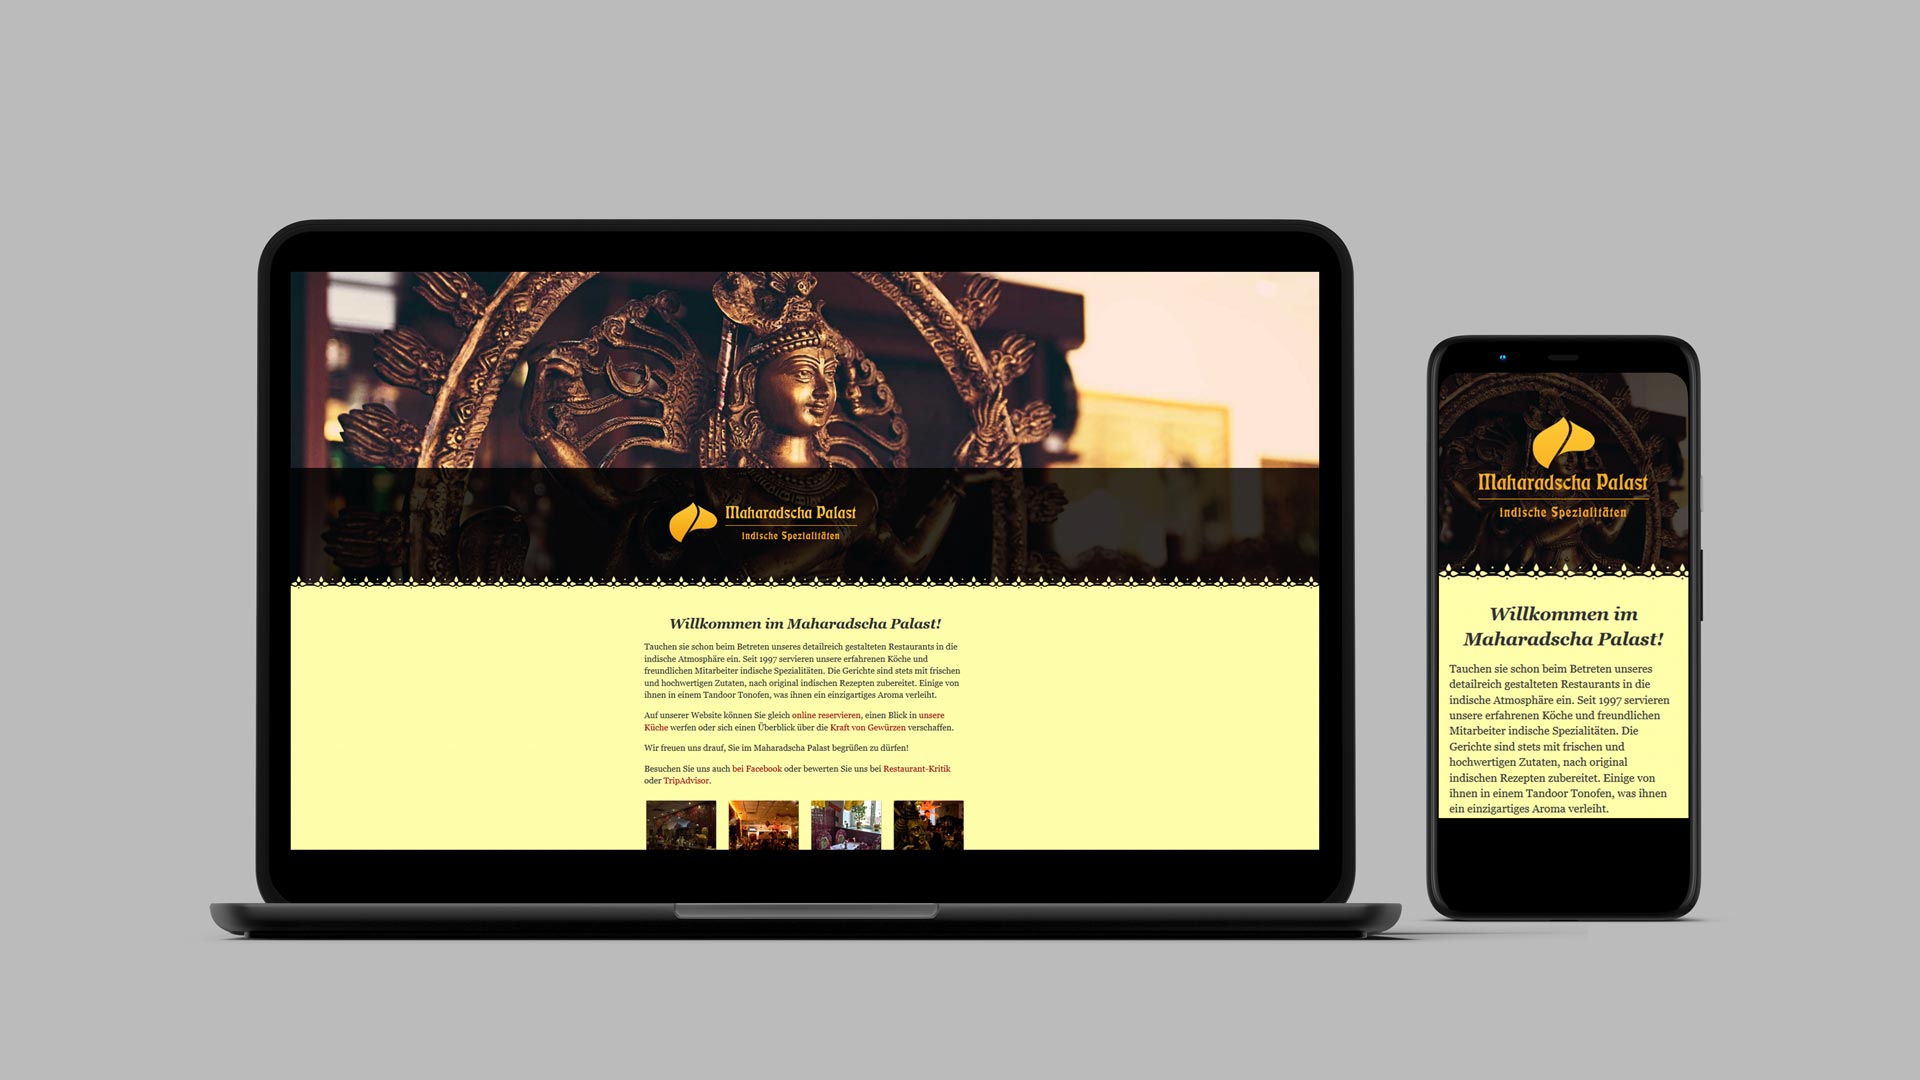 Maharadscha Palast
Indische Spezialitäten
Willkommen im Maharadscha Palast!
Tauchen sie schon beim Betreten unseres detailreich gestalteten Restaurants in die
indische Atmosphäre ein. Seit 1997 servieren unsere erfahrenen Köche und
freundlichen Mitarbeiter indische Spezialitäten. Die Gerichte sind stets mit frischen
und hochwertigen Zutaten, nach original indischen Rezepten zubereitet. Einige von
ihnen in einem Tandoor Tonofen, was ihnen ein einzigartiges Aroma verleiht.
Auf unserer Website können Sie gleich online reservieren, einen Blick in unsere
Küche werfen oder sich einen Überblick über die Kraft von Gewürzen verschaffen.
Wir freuen uns drauf, Sie im Maharadscha Palast begrüßen zu dürfen!
Besuchen Sie uns auch bei Facebook oder bewerten Sie uns bei Restaurant-Kritik
oder TripAdvisor.
Maharadscha Palast
Indische Spezialitäten
Willkommen im
Maharadscha Palast!
Tauchen sie schon beim Betreten unseres
detailreich gestalteten Restaurants in die
indische Atmosphäre ein. Seit 1997 servieren
unsere erfahrenen Köche und freundlichen
Mitarbeiter indische Spezialitäten. Die
Gerichte sind stets mit frischen und
hochwertigen Zutaten, nach original
indischen Rezepten zubereitet. Einige von
ihnen in einem Tandoor Tonofen, was ihnen
ein einzigartiges Aroma verleiht.